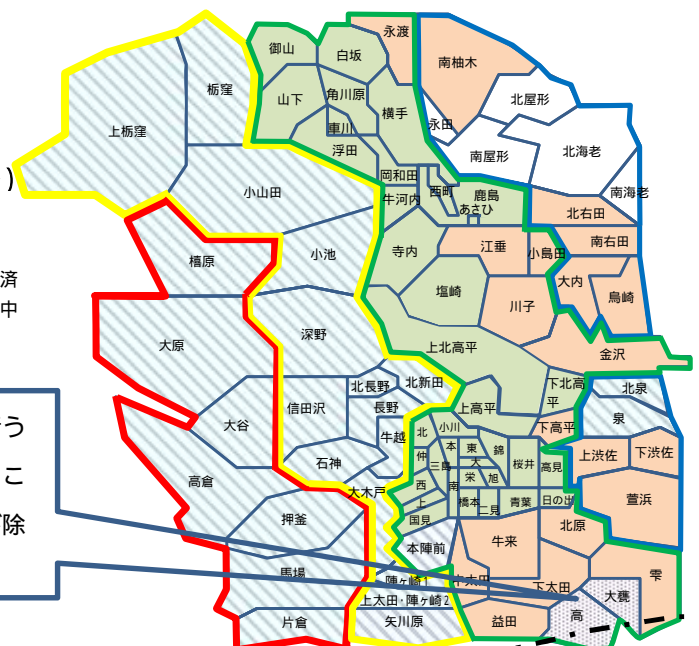 御山
白坂
永渡
南柚木
栃窪
山下
角川原
横手
北屋形
上栃窪
車川
永田
浮田
南屋形
北海老
)
岡和田
小山田
牛河内
西町
鹿島
南海老
あさひ
北右田
橲原
小池
寺内
江垂
小島田
南右田
済
大内
中
塩崎
川子
鳥崎
大原
深野
上北高平
金沢
北長野
北新田
下北高
平
北泉
信田沢
長野
上高平
泉
う
大谷
牛越
北
小川
下高平
本
東
錦
仲
三島
大
桜井
高見
上渋佐
下渋佐
こ
高倉
石神
栄
旭
西
南
大木戸
上
橋本
二見
青葉
日の出
萱浜
除
押釜
国見
北原
本陣前
牛来
馬場
陣ヶ崎1
中太田
下太田
雫
上太田・陣ヶ崎2
大甕
片倉
矢川原
益田
高